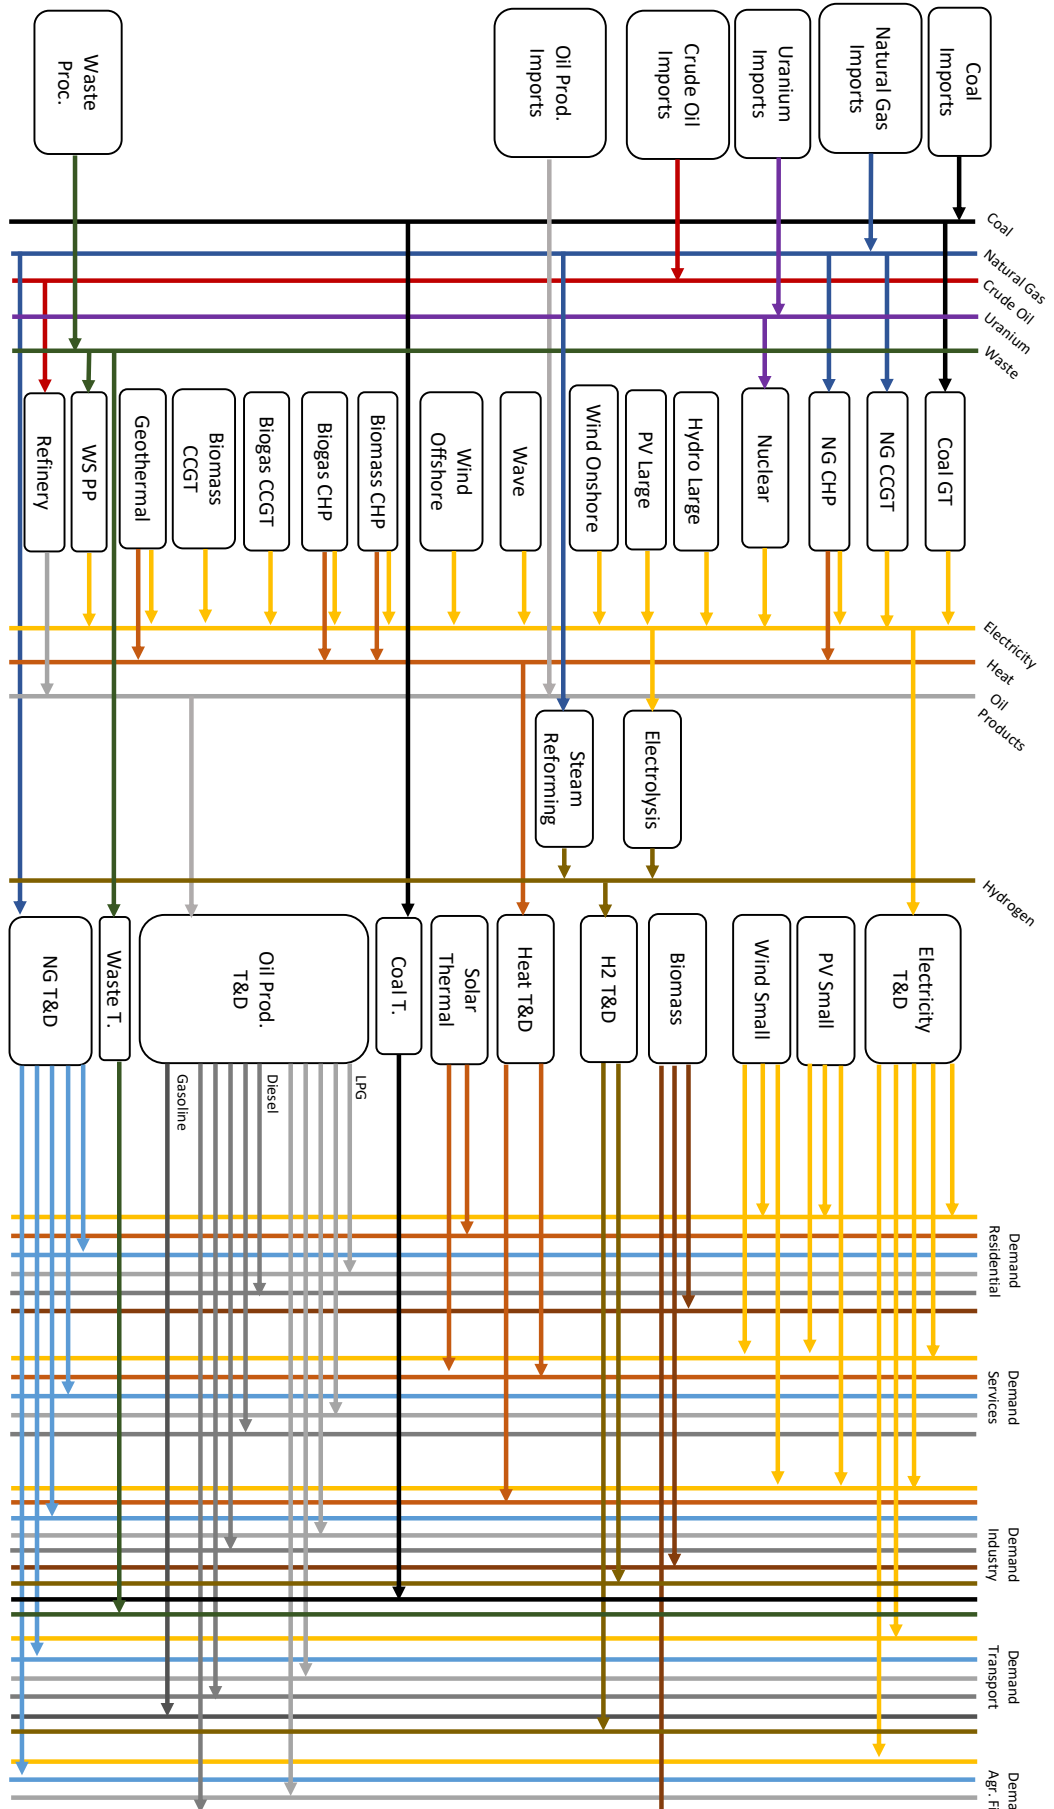 Coal
Imports
Natural Gas
Imports
Uranium
Imports
Crude Oil
Imports
Oil Prod.
Imports
Waste
Proc.
Coal
Natural Gas
Crude Oil
Uranium
Waste
Coal GT
NG CCGT
NG CHP
Nuclear
Hydro Large
PV Large
Wind Onshore
Wave
Wind
Offshore
Biomass CHP
Biogas CHP
Biogas CCGT
Biomass
CCGT
Geothermal
WS PP
Refinery
Electricity
Heat
Oil
Products
Electrolysis
Steam
Reforming
Hydrogen
Electricity
T&D
PV Small
Wind Small
Biomass
H2 T&D
Heat T&D
Solar
Thermal
Coal T.
Oil Prod.
T&D
Waste T.
NG T&D
LPG
Diesel
Gasoline
Demand
Residential
Demand
Services
Demand
Industry
Demand
Transport
Agr.